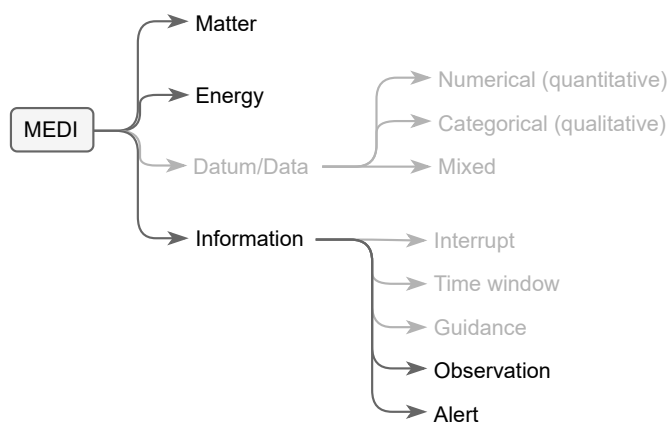 Matter
Energy
MEDI
Datum/Data
Information
Numerical (quantitative)
Categorical (qualitative)
Mixed
Interrupt
Time window
Guidance
Observation
Alert